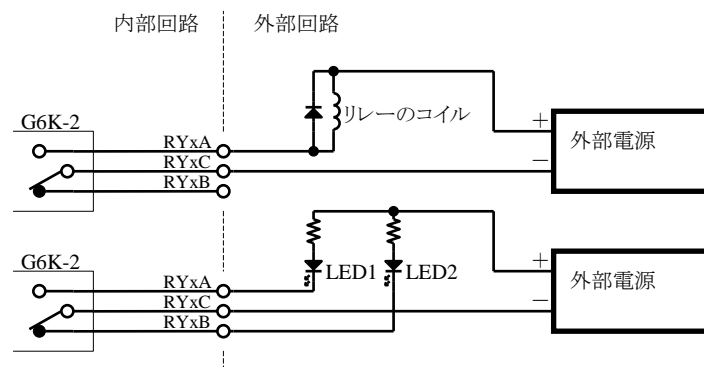 内部回路
外部回路
G6K-2
RYxA
RYxC
RYxB
リレーのコイル
+
−
外部電源
G6K-2
RYxA
RYxC
RYxB
LED1
LED2
+
−
外部電源